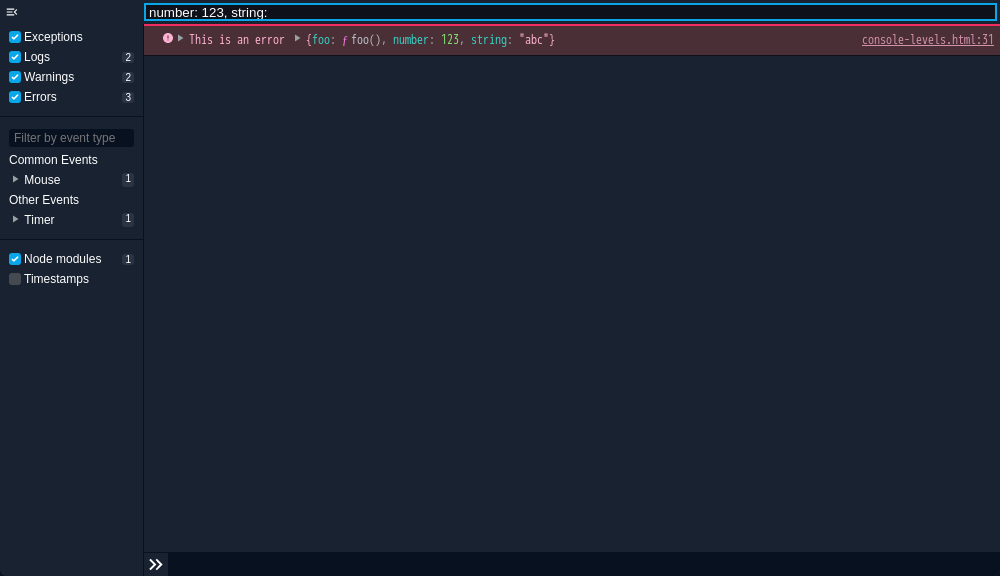 number: 123, string:
Exceptions
Logs 2
Warnings 2
Errors 3
This is an error {foo: ƒ foo(), number: 123, string: "abc"} console-levels.html:31
Filter by event type
Common Events
Mouse 1
Other Events
Timer 1
Node modules 1
Timestamps